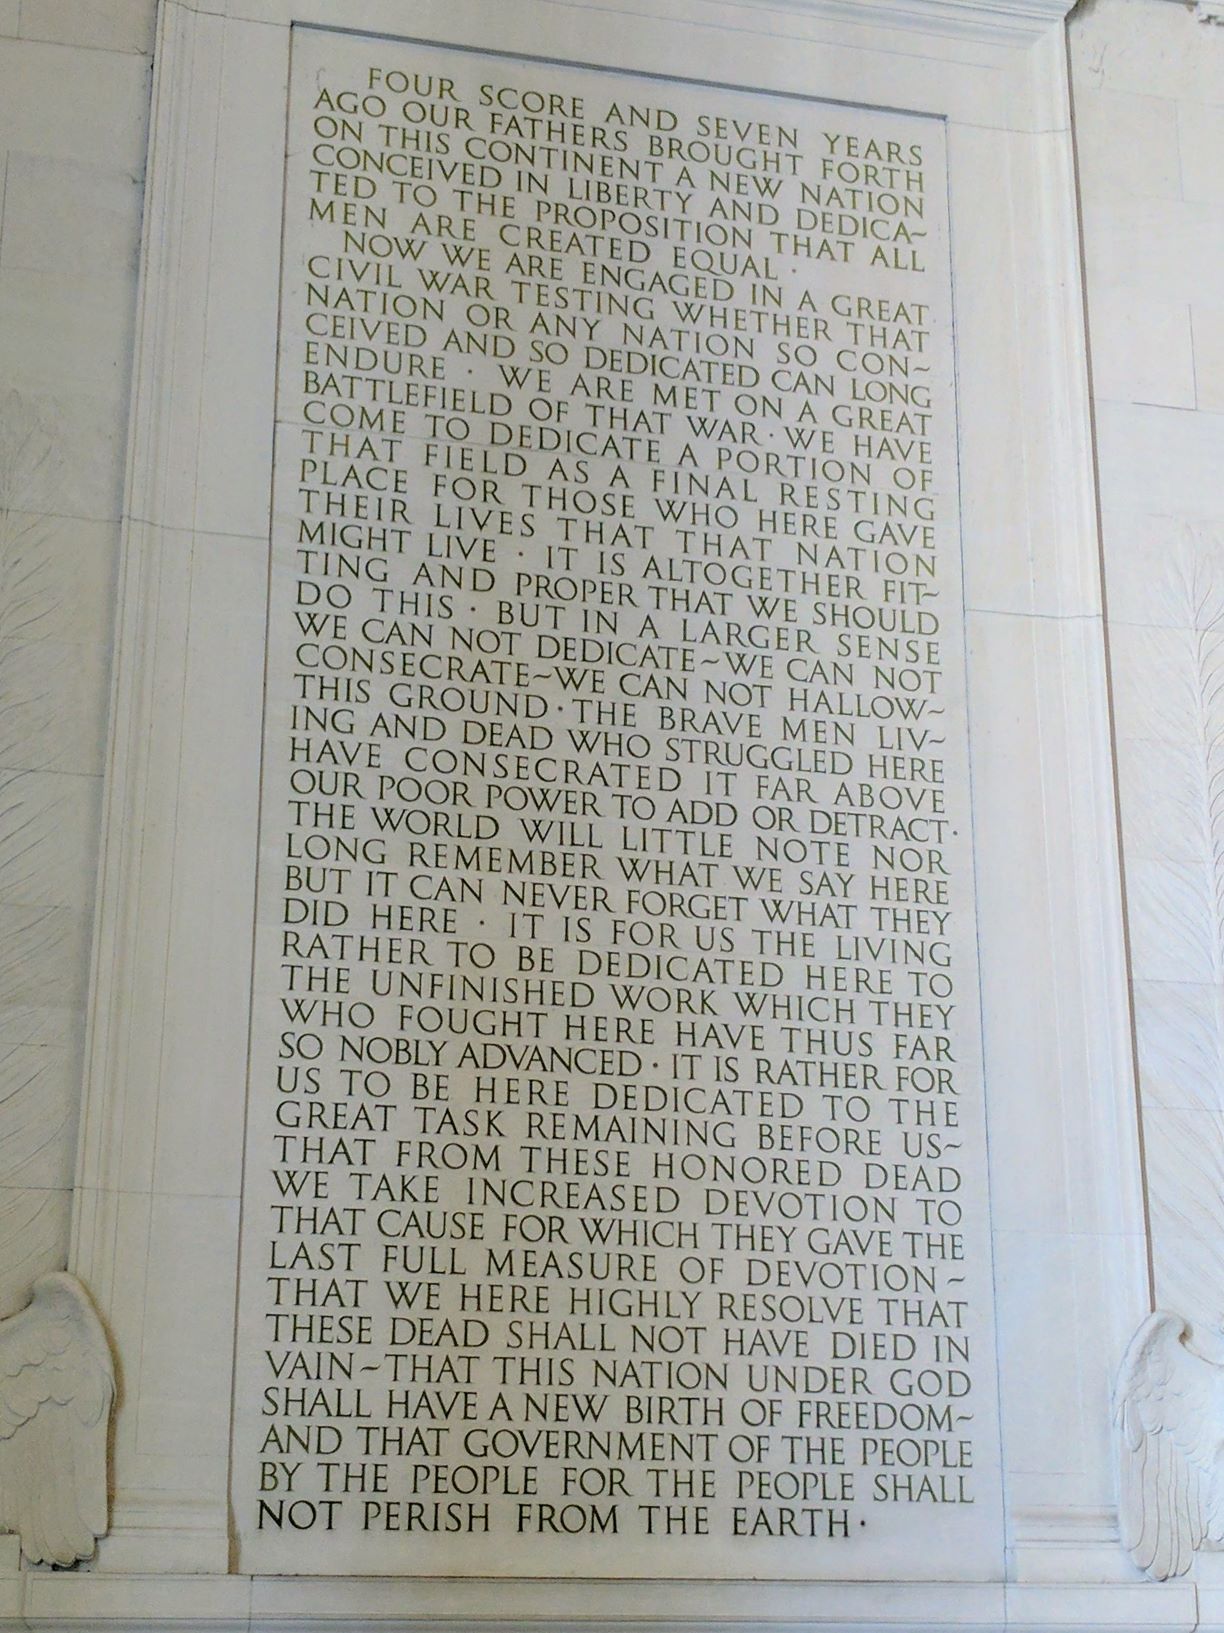 FOUR SCORE AND SEVEN YEARS
AGO OUR FATHERS BROUGHT FORTH
ON THIS CONTINENT A NEW NATION
CONCEIVED IN LIBERTY AND DEDICA~
TED TO THE PROPOSITION THAT ALL
MEN ARE CREATED EQUAL ·
NOW WE ARE ENGAGED IN A GREAT
CIVIL WAR TESTING WHETHER THAT
NATION OR ANY NATION SO CON~
CEIVED AND SO DEDICATED CAN LONG
ENDURE · WE ARE MET ON A GREAT
BATTLEFIELD OF THAT WAR · WE HAVE
COME TO DEDICATE A PORTION OF
THAT FIELD AS A FINAL RESTING
PLACE FOR THOSE WHO HERE GAVE
THEIR LIVES THAT THAT NATION
MIGHT LIVE · IT IS ALTOGETHER FIT~
TING AND PROPER THAT WE SHOULD
DO THIS · BUT IN A LARGER SENSE
WE CAN NOT DEDICATE~WE CAN NOT
CONSECRATE~WE CAN NOT HALLOW~
THIS GROUND · THE BRAVE MEN LIV~
ING AND DEAD WHO STRUGGLED HERE
HAVE CONSECRATED IT FAR ABOVE
OUR POOR POWER TO ADD OR DETRACT ·
THE WORLD WILL LITTLE NOTE NOR
LONG REMEMBER WHAT WE SAY HERE
BUT IT CAN NEVER FORGET WHAT THEY
DID HERE · IT IS FOR US THE LIVING
RATHER TO BE DEDICATED HERE TO
THE UNFINISHED WORK WHICH THEY
WHO FOUGHT HERE HAVE THUS FAR
SO NOBLY ADVANCED · IT IS RATHER FOR
US TO BE HERE DEDICATED TO THE
GREAT TASK REMAINING BEFORE US~
THAT FROM THESE HONORED DEAD
WE TAKE INCREASED DEVOTION TO
THAT CAUSE FOR WHICH THEY GAVE THE
LAST FULL MEASURE OF DEVOTION ~
THAT WE HERE HIGHLY RESOLVE THAT
THESE DEAD SHALL NOT HAVE DIED IN
VAIN~THAT THIS NATION UNDER GOD
SHALL HAVE A NEW BIRTH OF FREEDOM~
AND THAT GOVERNMENT OF THE PEOPLE
BY THE PEOPLE FOR THE PEOPLE SHALL
NOT PERISH FROM THE EARTH ·